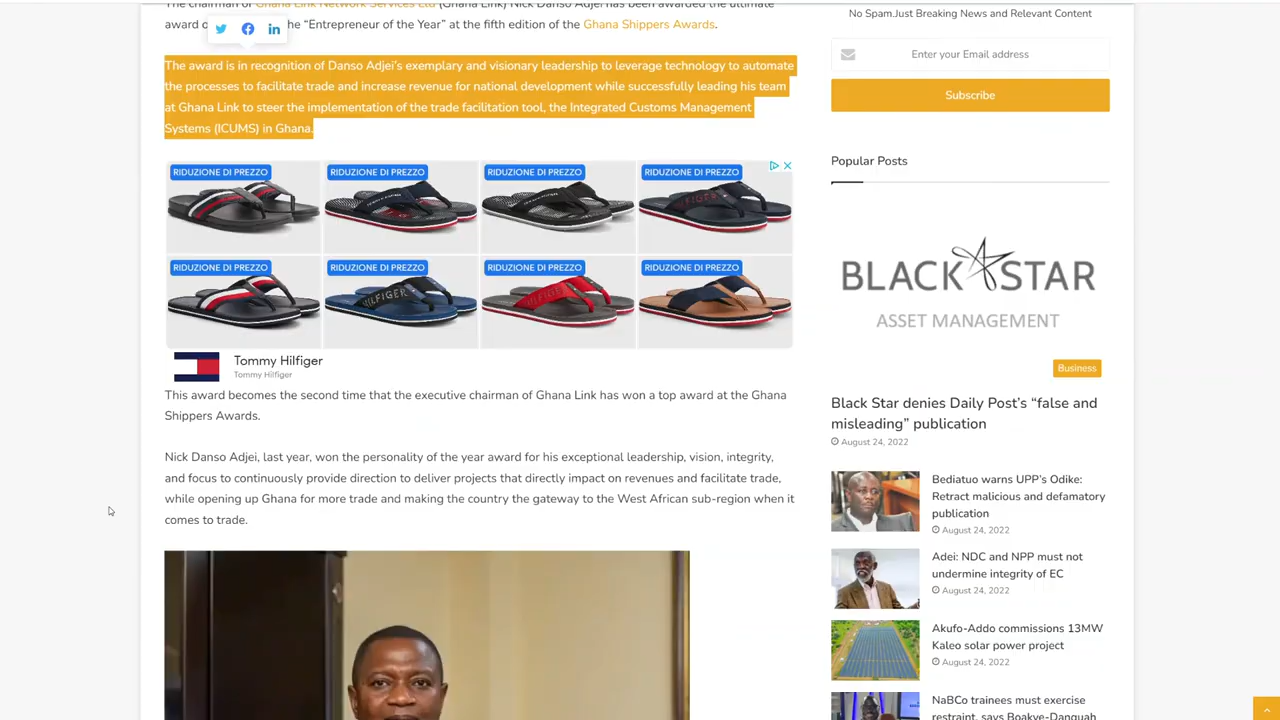 The chairman of Ghana Link Network Services Ltd (Ghana Link) Nick Danso Adjei has been awarded the ultimate
award of the “Entrepreneur of the Year” at the fifth edition of the Ghana Shippers Awards.
The award is in recognition of Danso Adjei’s exemplary and visionary leadership to leverage technology to automate
the processes to facilitate trade and increase revenue for national development while successfully leading his team
at Ghana Link to steer the implementation of the trade facilitation tool, the Integrated Customs Management
Systems (ICUMS) in Ghana.
RIDUZIONE DI PREZZO
RIDUZIONE DI PREZZO
RIDUZIONE DI PREZZO
RIDUZIONE DI PREZZO
RIDUZIONE DI PREZZO
RIDUZIONE DI PREZZO
RIDUZIONE DI PREZZO
RIDUZIONE DI PREZZO
HILFIGER
Tommy Hilfiger
Tommy Hilfiger
This award becomes the second time that the executive chairman of Ghana Link has won a top award at the Ghana
Shippers Awards.
Nick Danso Adjei, last year, won the personality of the year award for his exceptional leadership, vision, integrity,
and focus to continuously provide direction to deliver projects that directly impact on revenues and facilitate trade,
while opening up Ghana for more trade and making the country the gateway to the West African sub-region when it
comes to trade.
No Spam.Just Breaking News and Relevant Content
Enter your Email address
Subscribe
Popular Posts
BLACK STAR
ASSET MANAGEMENT
Business
Black Star denies Daily Post’s “false and
misleading” publication
August 24, 2022
Bediatuo warns UPP’s Odike:
Retract malicious and defamatory
publication
August 24, 2022
Adei: NDC and NPP must not
undermine integrity of EC
August 24, 2022
Akufo-Addo commissions 13MW
Kaleo solar power project
August 24, 2022
NaBCo trainees must exercise
restraint, says Boakye-Danquah